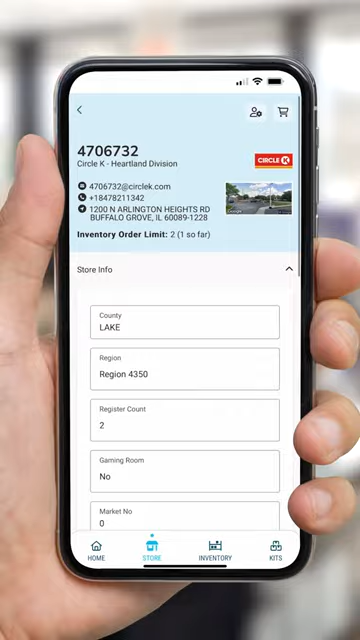 4706732
Circle K - Heartland Division
CIRCLE K
4706732@circlek.com
+18478211342
1200 N ARLINGTON HEIGHTS RD
BUFFALO GROVE, IL 60089-1228
Inventory Order Limit: 2 (1 so far)
Store Info
County
LAKE
Region
Region 4350
Register Count
2
Gaming Room
No
Market No
0
HOME
STORE
INVENTORY
KITS